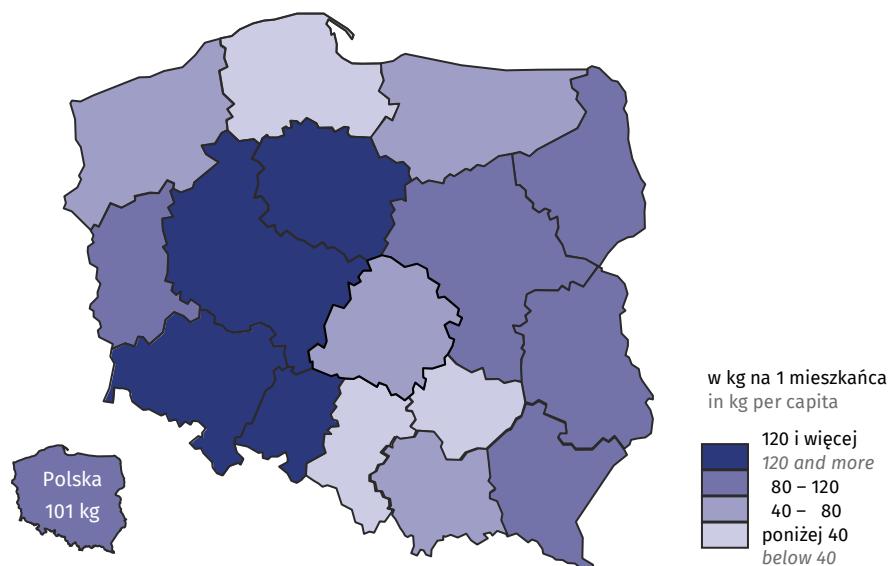 w kg na 1 mieszkańca
in kg per capita
120 i więcej
120 and more
80 – 120
40 – 80
poniżej 40
below 40
Polska
101 kg